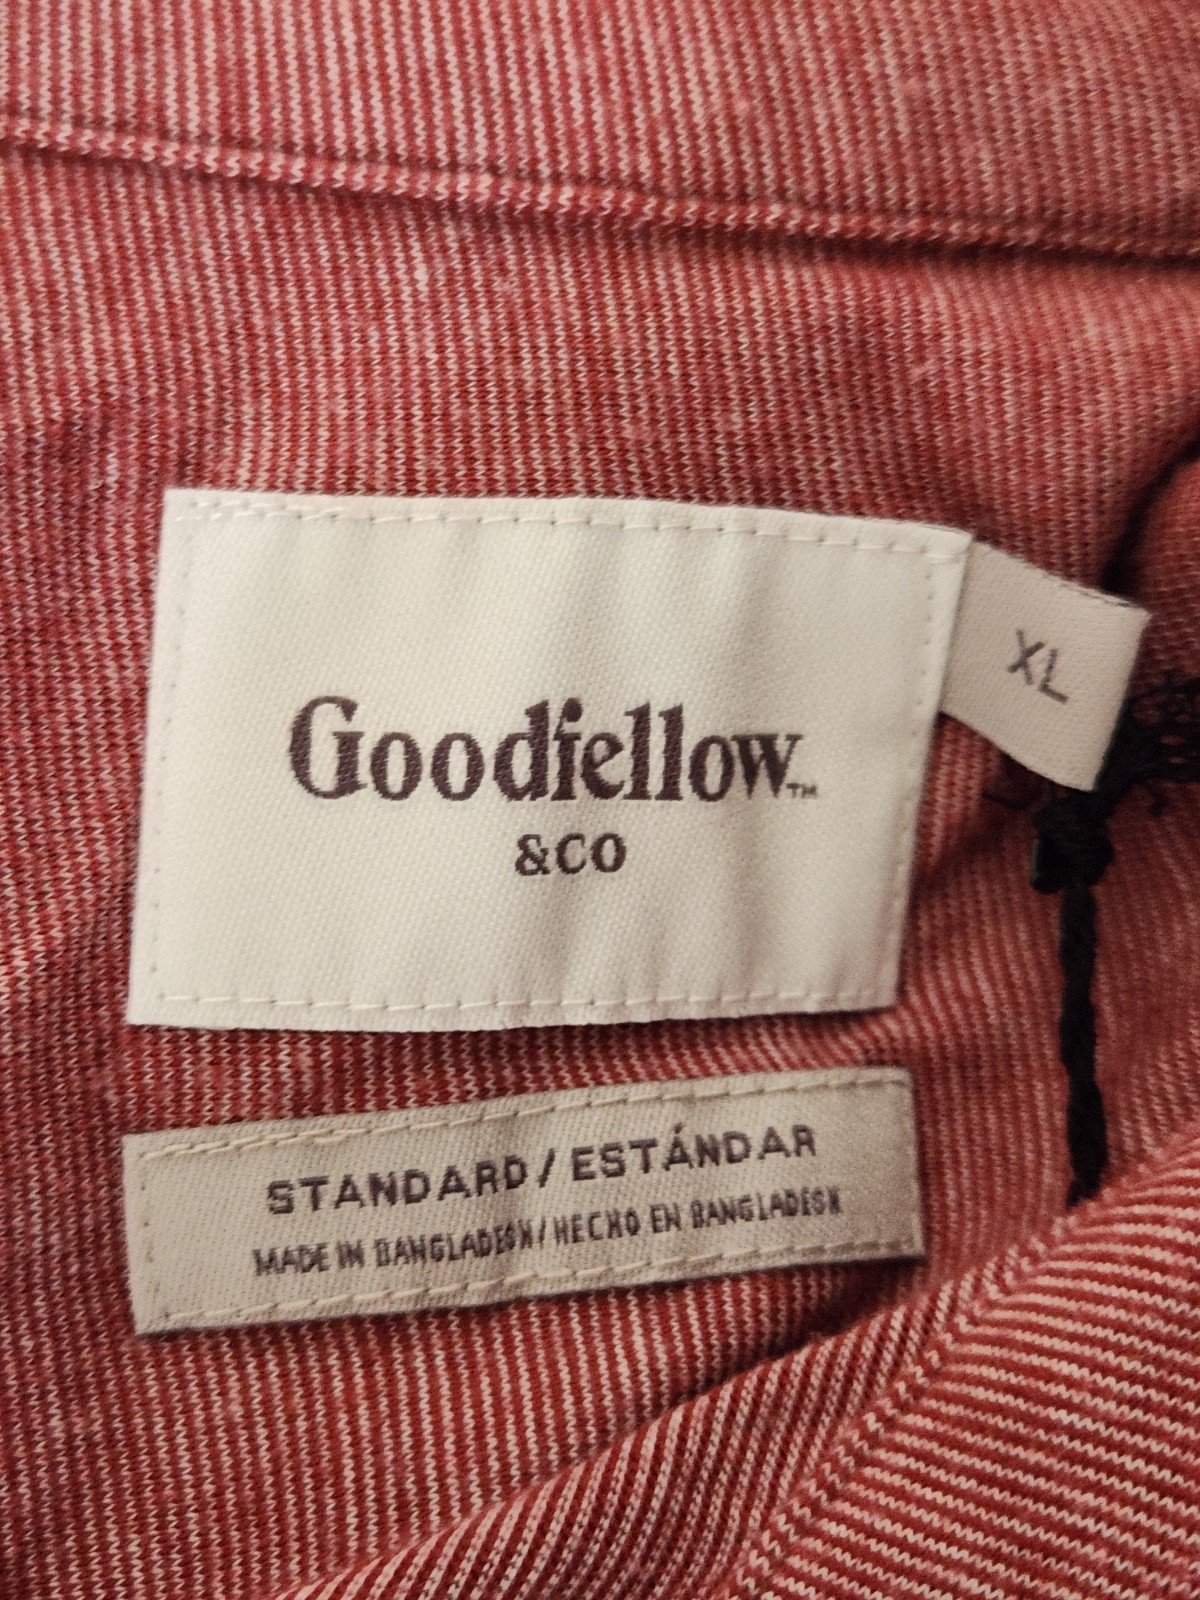 Goodfellow™
&CO
XL
STANDARD / ESTÁNDAR
MADE IN BANGLADESH / HECHO EN BANGLADESH